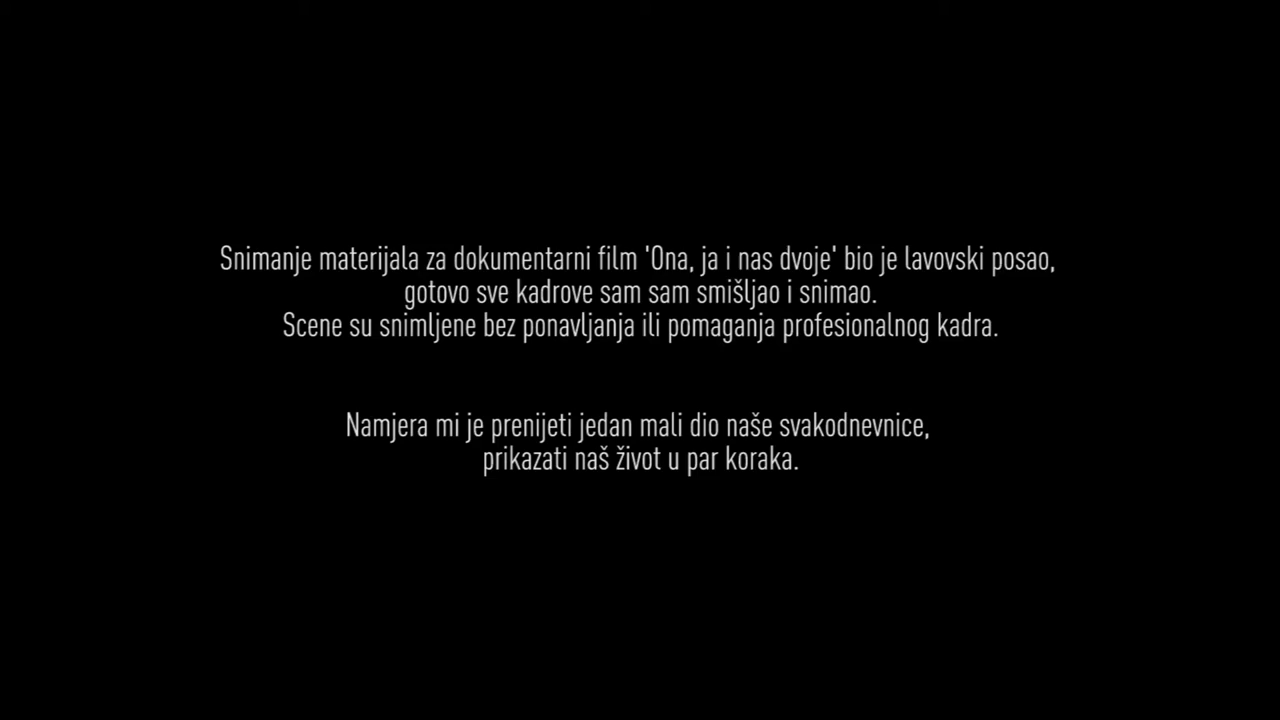 Snimanje materijala za dokumentarni film 'Ona, ja i nas dvoje' bio je lavovski posao,
gotovo sve kadrove sam sam smišljao i snimao.
Scene su snimljene bez ponavljanja ili pomaganja profesionalnog kadra.
Namjera mi je prenijeti jedan mali dio naše svakodnevnice,
prikazati naš život u par koraka.